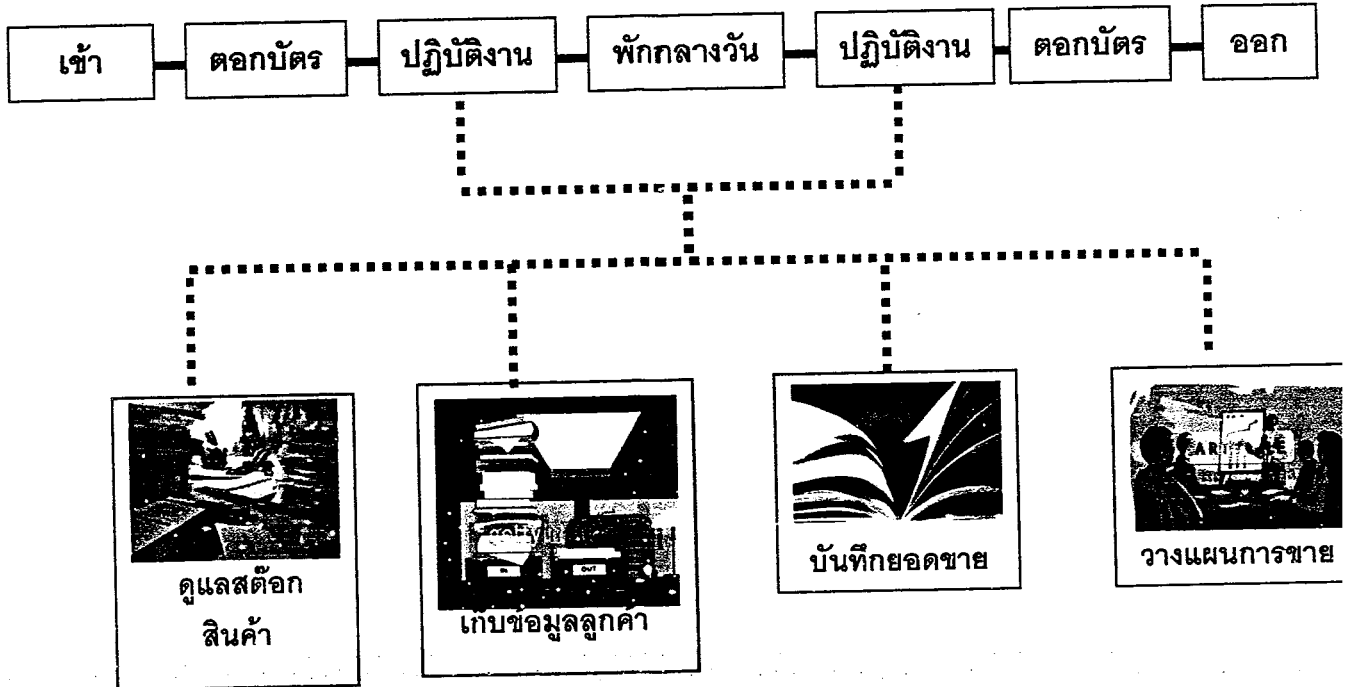 เข้า
ตอกบัตร
ปฏิบัติงาน
พักกลางวัน
ปฏิบัติงาน
ตอกบัตร
ออก
ดูแลสต๊อก
สินค้า
IN
OUT
เก็บข้อมูลลูกค้า
บันทึกยอดขาย
วางแผนการขาย